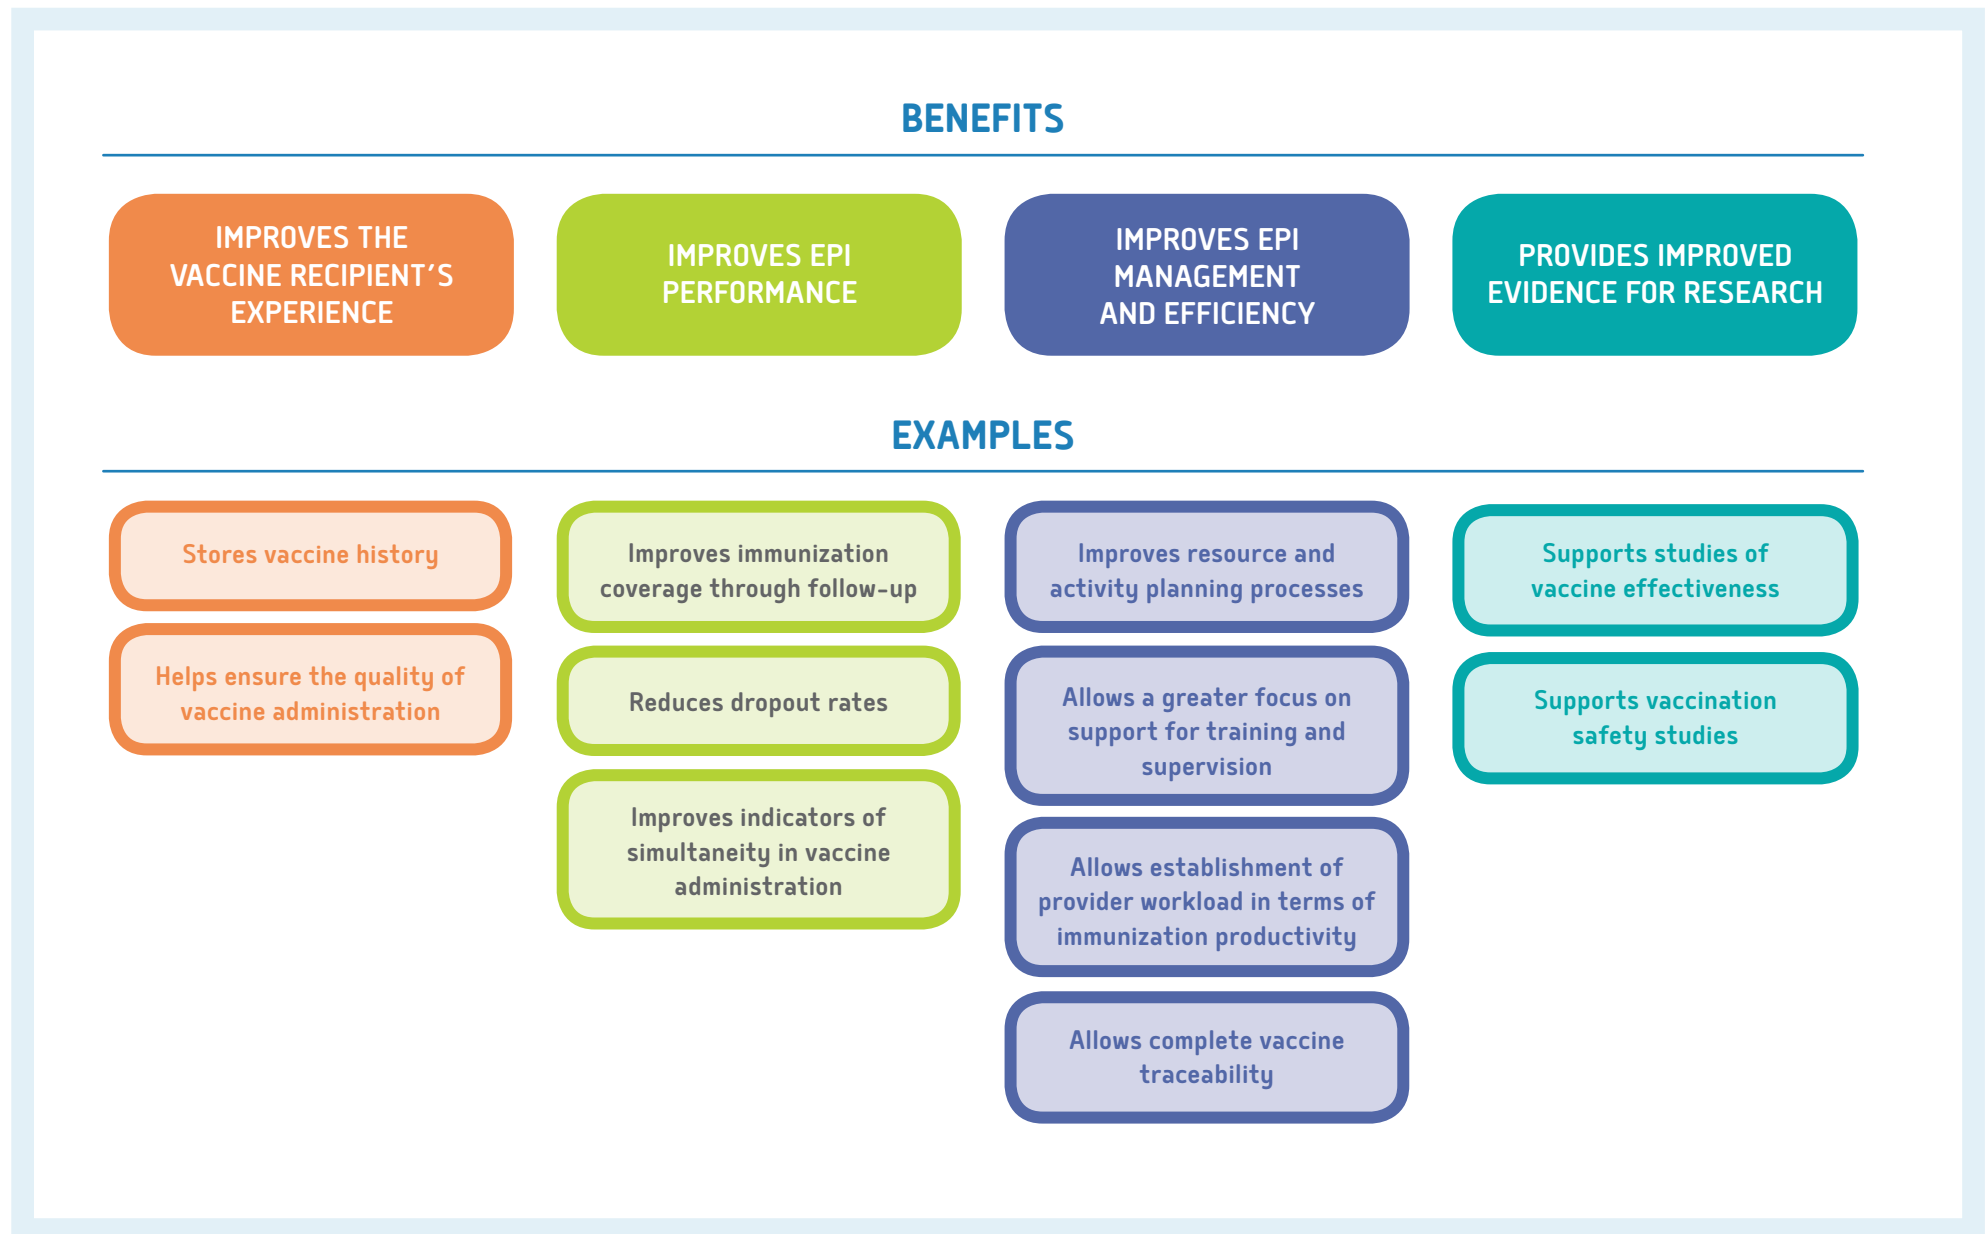 BENEFITS
IMPROVES THE
VACCINE RECIPIENT’S
EXPERIENCE
IMPROVES EPI
PERFORMANCE
IMPROVES EPI
MANAGEMENT
AND EFFICIENCY
PROVIDES IMPROVED
EVIDENCE FOR RESEARCH
EXAMPLES
Stores vaccine history
Helps ensure the quality of
vaccine administration
Improves immunization
coverage through follow-up
Reduces dropout rates
Improves indicators of
simultaneity in vaccine
administration
Improves resource and
activity planning processes
Allows a greater focus on
support for training and
supervision
Allows establishment of
provider workload in terms of
immunization productivity
Allows complete vaccine
traceability
Supports studies of
vaccine effectiveness
Supports vaccination
safety studies